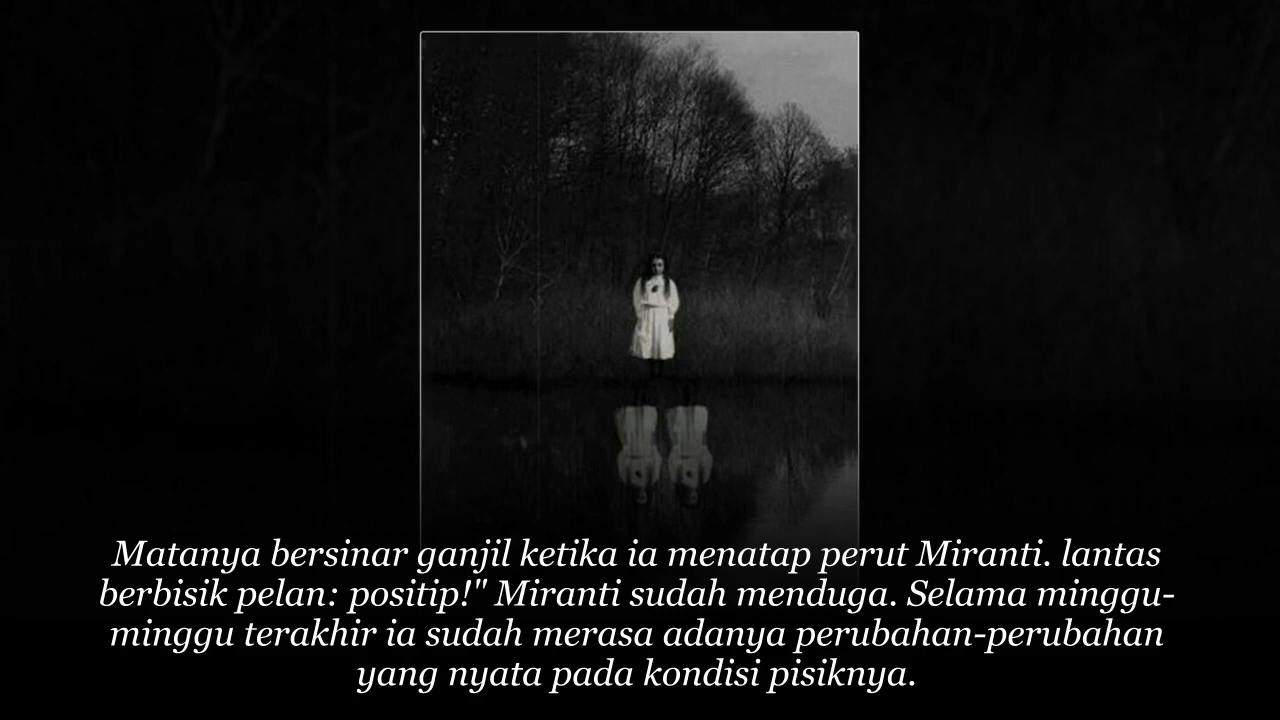 Matanya bersinar ganjil ketika ia menatap perut Miranti. lantas
berbisik pelan: positip!" Miranti sudah menduga. Selama minggu-
minggu terakhir ia sudah merasa adanya perubahan-perubahan
yang nyata pada kondisi pisiknya.